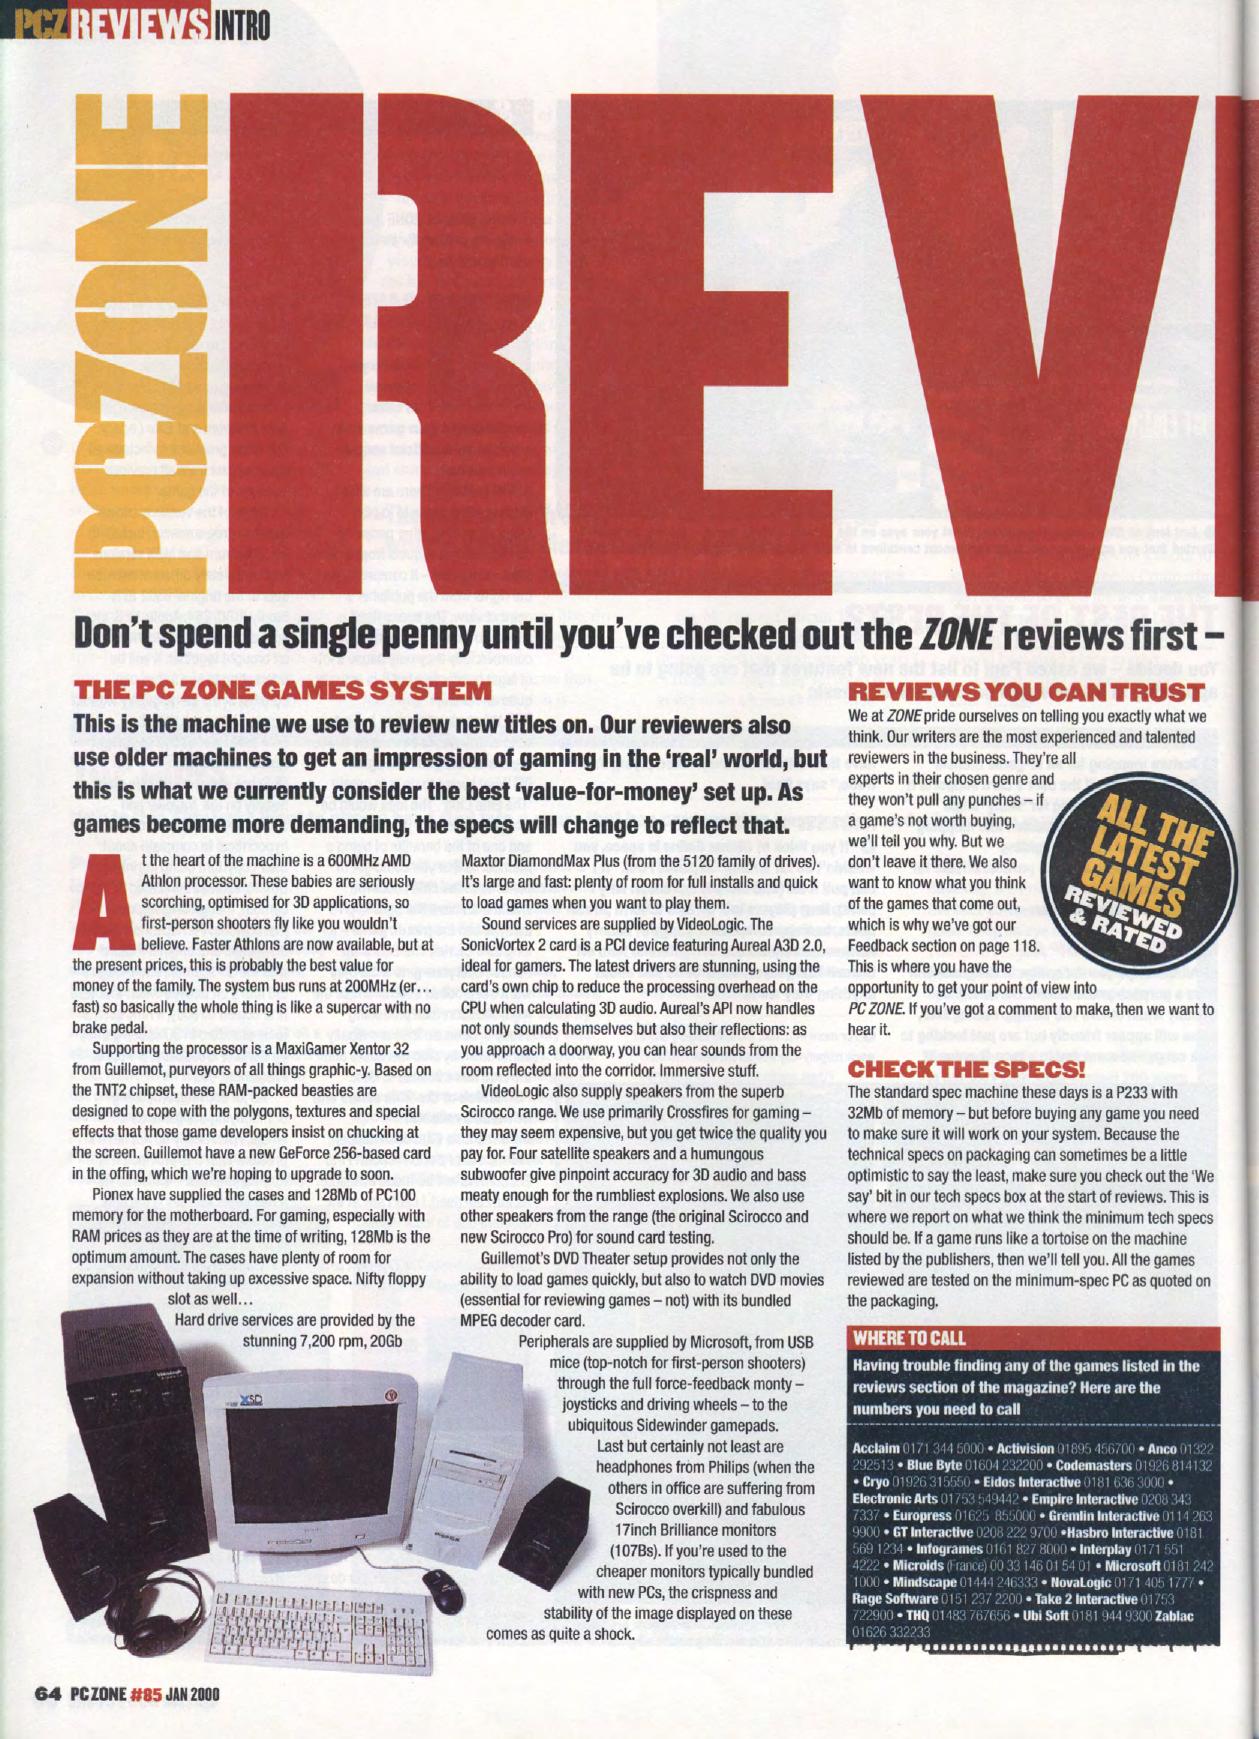 PCZ REVIEWS INTRO
PCZONE
REVI
Don't spend a single penny until you've checked out the ZONE reviews first –
THE PC ZONE GAMES SYSTEM
This is the machine we use to review new titles on. Our reviewers also
use older machines to get an impression of gaming in the 'real' world, but
this is what we currently consider the best 'value-for-money' set up. As
games become more demanding, the specs will change to reflect that.
At the heart of the machine is a 600MHz AMD
Athlon processor. These babies are seriously
scorching, optimised for 3D applications, so
first-person shooters fly like you wouldn't
believe. Faster Athlons are now available, but at
the present prices, this is probably the best value for
money of the family. The system bus runs at 200MHz (er…
fast) so basically the whole thing is like a supercar with no
brake pedal.
Supporting the processor is a MaxiGamer Xentor 32
from Guillemot, purveyors of all things graphic-y. Based on
the TNT2 chipset, these RAM-packed beasties are
designed to cope with the polygons, textures and special
effects that those game developers insist on chucking at
the screen. Guillemot have a new GeForce 256-based card
in the offing, which we're hoping to upgrade to soon.
Pionex have supplied the cases and 128Mb of PC100
memory for the motherboard. For gaming, especially with
RAM prices as they are at the time of writing, 128Mb is the
optimum amount. The cases have plenty of room for
expansion without taking up excessive space. Nifty floppy
slot as well…
Hard drive services are provided by the
stunning 7,200 rpm, 20Gb
Maxtor DiamondMax Plus (from the 5120 family of drives).
It's large and fast: plenty of room for full installs and quick
to load games when you want to play them.
Sound services are supplied by VideoLogic. The
SonicVortex 2 card is a PCI device featuring Aureal A3D 2.0,
ideal for gamers. The latest drivers are stunning, using the
card's own chip to reduce the processing overhead on the
CPU when calculating 3D audio. Aureal's API now handles
not only sounds themselves but also their reflections: as
you approach a doorway, you can hear sounds from the
room reflected into the corridor. Immersive stuff.
VideoLogic also supply speakers from the superb
Scirocco range. We use primarily Crossfires for gaming –
they may seem expensive, but you get twice the quality you
pay for. Four satellite speakers and a humungous
subwoofer give pinpoint accuracy for 3D audio and bass
meaty enough for the rumbliest explosions. We also use
other speakers from the range (the original Scirocco and
new Scirocco Pro) for sound card testing.
Guillemot's DVD Theater setup provides not only the
ability to load games quickly, but also to watch DVD movies
(essential for reviewing games – not) with its bundled
MPEG decoder card.
Peripherals are supplied by Microsoft, from USB
mice (top-notch for first-person shooters)
through the full force-feedback monty –
joysticks and driving wheels – to the
ubiquitous Sidewinder gamepads.
Last but certainly not least are
headphones from Philips (when the
others in office are suffering from
Scirocco overkill) and fabulous
17inch Brilliance monitors
(107Bs). If you're used to the
cheaper monitors typically bundled
with new PCs, the crispness and
stability of the image displayed on these
comes as quite a shock.
XSD
REVIEWS YOU CAN TRUST
We at ZONE pride ourselves on telling you exactly what we
think. Our writers are the most experienced and talented
reviewers in the business. They're all
experts in their chosen genre and
they won't pull any punches – if
a game's not worth buying,
we'll tell you why. But we
don't leave it there. We also
want to know what you think
of the games that come out,
which is why we've got our
Feedback section on page 118.
This is where you have the
opportunity to get your point of view into
PC ZONE. If you've got a comment to make, then we want to
hear it.
ALL THE
LATEST
GAMES
REVIEWED
& RATED
CHECK THE SPECS!
The standard spec machine these days is a P233 with
32Mb of memory – but before buying any game you need
to make sure it will work on your system. Because the
technical specs on packaging can sometimes be a little
optimistic to say the least, make sure you check out the 'We
say' bit in our tech specs box at the start of reviews. This is
where we report on what we think the minimum tech specs
should be. If a game runs like a tortoise on the machine
listed by the publishers, then we'll tell you. All the games
reviewed are tested on the minimum-spec PC as quoted on
the packaging.
WHERE TO CALL
Having trouble finding any of the games listed in the
reviews section of the magazine? Here are the
numbers you need to call
Acclaim 0171 344 5000 • Activision 01895 456700 • Anco 01322
292513 • Blue Byte 01604 232200 • Codemasters 01926 814132
• Cryo 01926 315550 • Eidos Interactive 0181 636 3000 •
Electronic Arts 01753 549442 • Empire Interactive 0208 343
7337 • Europress 01625 855000 • Gremlin Interactive 0114 263
9900 • GT Interactive 0208 222 9700 •Hasbro Interactive 0181
569 1234 • Infogrames 0161 827 8000 • Interplay 0171 551
4222 • Microids (France) 00 33 146 01 54 01 • Microsoft 0181 242
1000 • Mindscape 01444 246333 • NovaLogic 0171 405 1777 •
Rage Software 0151 237 2200 • Take 2 Interactive 01753
722900 • THQ 01483 767656 • Ubi Soft 0181 944 9300 Zablac
01626 332233
64 PC ZONE #85 JAN 2000